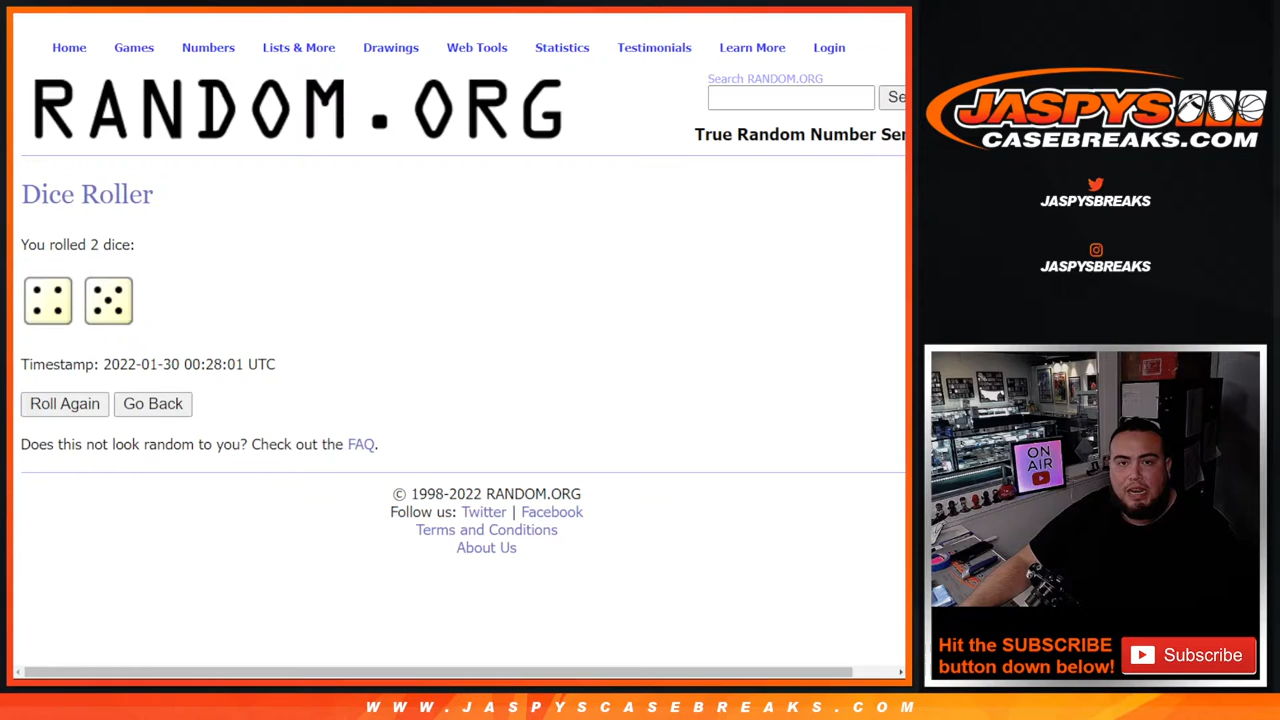 Home Games Numbers Lists & More Drawings Web Tools Statistics Testimonials Learn More Login
RANDOM.ORG
Search RANDOM.ORG
Se
True Random Number Ser
Dice Roller
You rolled 2 dice:
Timestamp: 2022-01-30 00:28:01 UTC
Roll Again Go Back
Does this not look random to you? Check out the FAQ.
© 1998-2022 RANDOM.ORG
Follow us: Twitter | Facebook
Terms and Conditions
About Us
JASPYS
CASEBREAKS.COM
JASPYSBREAKS
JASPYSBREAKS
ON
AIR
Hit the SUBSCRIBE
button down below!
Subscribe
WWW.JASPYSCASEBREAKS.COM